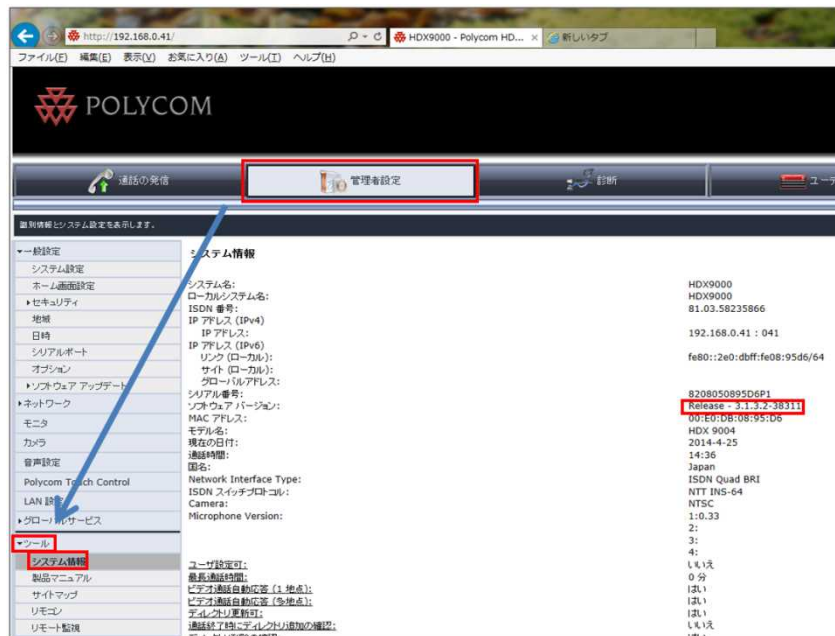 http://192.168.0.41/
HDX9000 - Polycom HD...
新しいタブ
ファイル(F) 編集(E) 表示(V) お気に入り(A) ツール(T) ヘルプ(H)
POLYCOM
通話の発信
管理者設定
診断
識別情報とシステム設定を表示します。
▾一般設定
システム設定
ホーム画面設定
▸セキュリティ
地域
日時
シリアルポート
オプション
▸ソフトウェア アップデート
▸ネットワーク
モニタ
カメラ
音声設定
Polycom Touch Control
LAN 設定
▸グローバルサービス
▾ツール
システム情報
製品マニュアル
サイトマップ
リモコン
リモート監視
システム情報
システム名: HDX9000
ローカルシステム名: HDX9000
ISDN 番号: 81.03.58235866
IP アドレス (IPv4)
IP アドレス: 192.168.0.41 : 041
IP アドレス (IPv6)
リンク (ローカル): fe80::2e0:dbff:fe08:95d6/64
サイト (ローカル):
グローバルアドレス:
シリアル番号: 8208050895D6P1
ソフトウェア バージョン: Release - 3.1.3.2-38311
MAC アドレス: 00:E0:DB:08:95:D6
モデル名: HDX 9004
現在の日付: 2014-4-25
通話時間: 14:36
国名: Japan
Network Interface Type: ISDN Quad BRI
ISDN スイッチプロトコル: NTT INS-64
Camera: NTSC
Microphone Version: 1:0.33
2:
3:
4:
ユーザ設定可: いいえ
最長通話時間: 0 分
ビデオ通話自動応答 (1 地点): はい
ビデオ通話自動応答 (多地点): はい
ディレクトリ更新可: はい
通話終了時にディレクトリ追加の確認: いいえ